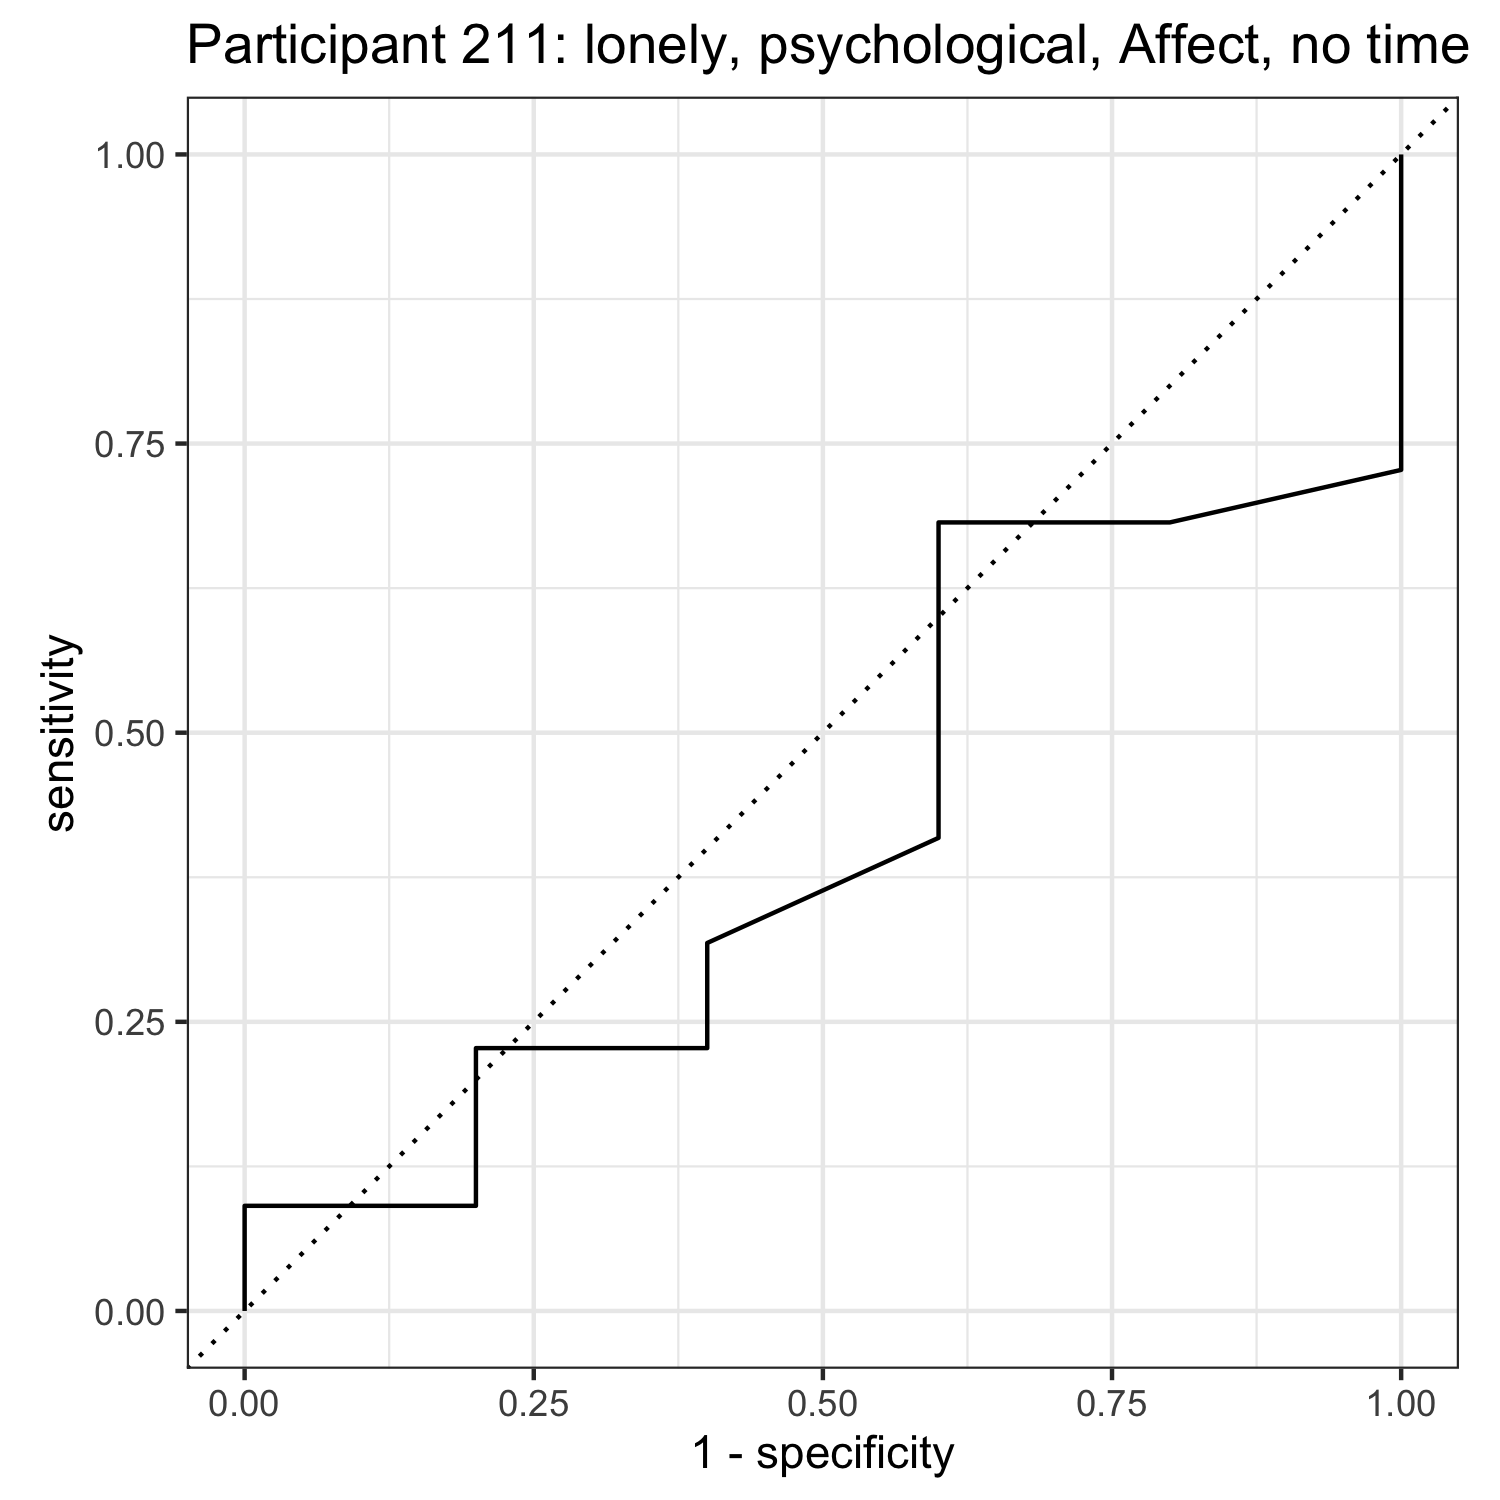 Participant 211: lonely, psychological, Affect, no time
1.00
0.75
0.50
0.25
0.00
sensitivity
0.00 0.25 0.50 0.75 1.00
1 - specificity